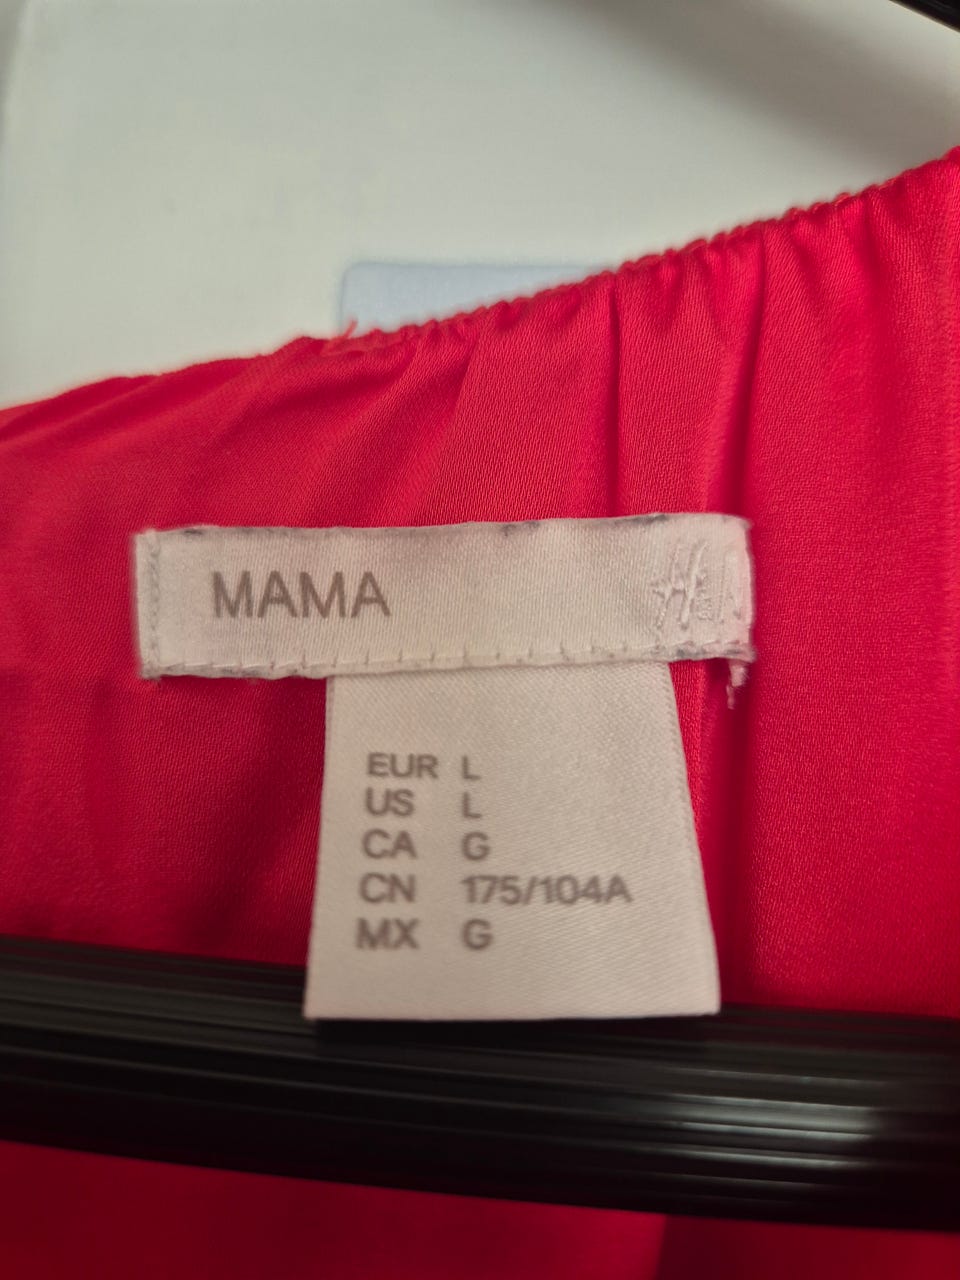 MAMA
EUR L
US L
CA G
CN 175/104A
MX G